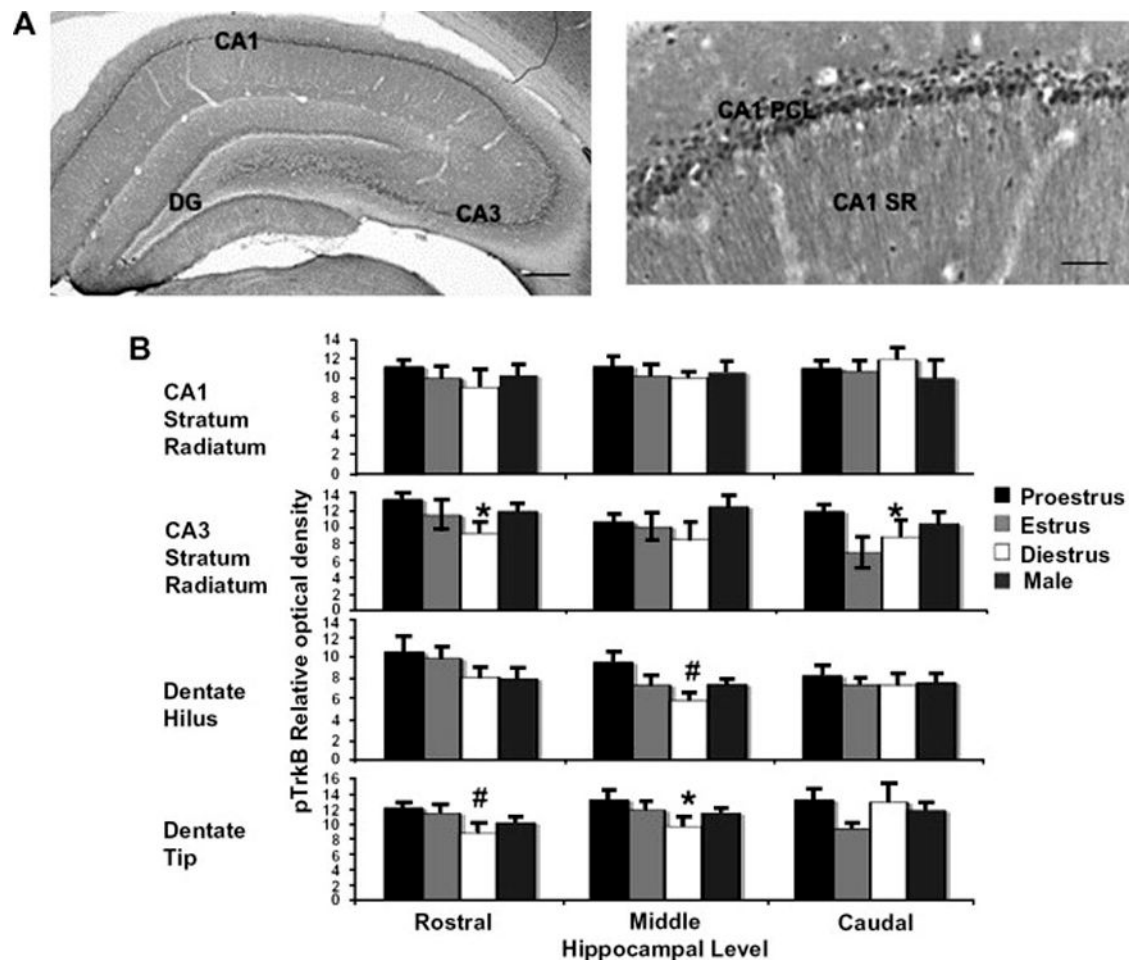 A
CA1
DG
CA3
CA1 PCL
CA1 SR
B
CA1
Stratum
Radiatum
14
12
10
8
6
4
2
0
CA3
Stratum
Radiatum
14
12
10
8
6
4
2
0
*
*
Dentate
Hilus
10
8
6
4
2
0
#
Dentate
Tip
16
14
12
10
8
6
4
2
0
#
*
pTrkB Relative optical density
Proestrus
Estrus
Diestrus
Male
Rostral Middle Caudal
Hippocampal Level